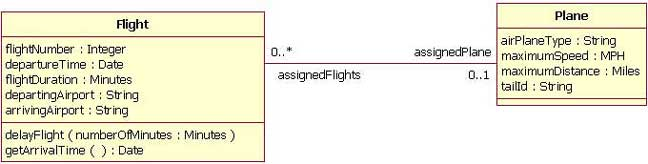 Flight
flightNumber : Integer
departureTime : Date
flightDuration : Minutes
departingAirport : String
arrivingAirport : String
delayFlight ( numberOfMinutes : Minutes )
getArrivalTime ( ) : Date
0..*
assignedPlane
assignedFlights
0..1
Plane
airPlaneType : String
maximumSpeed : MPH
maximumDistance : Miles
tailId : String